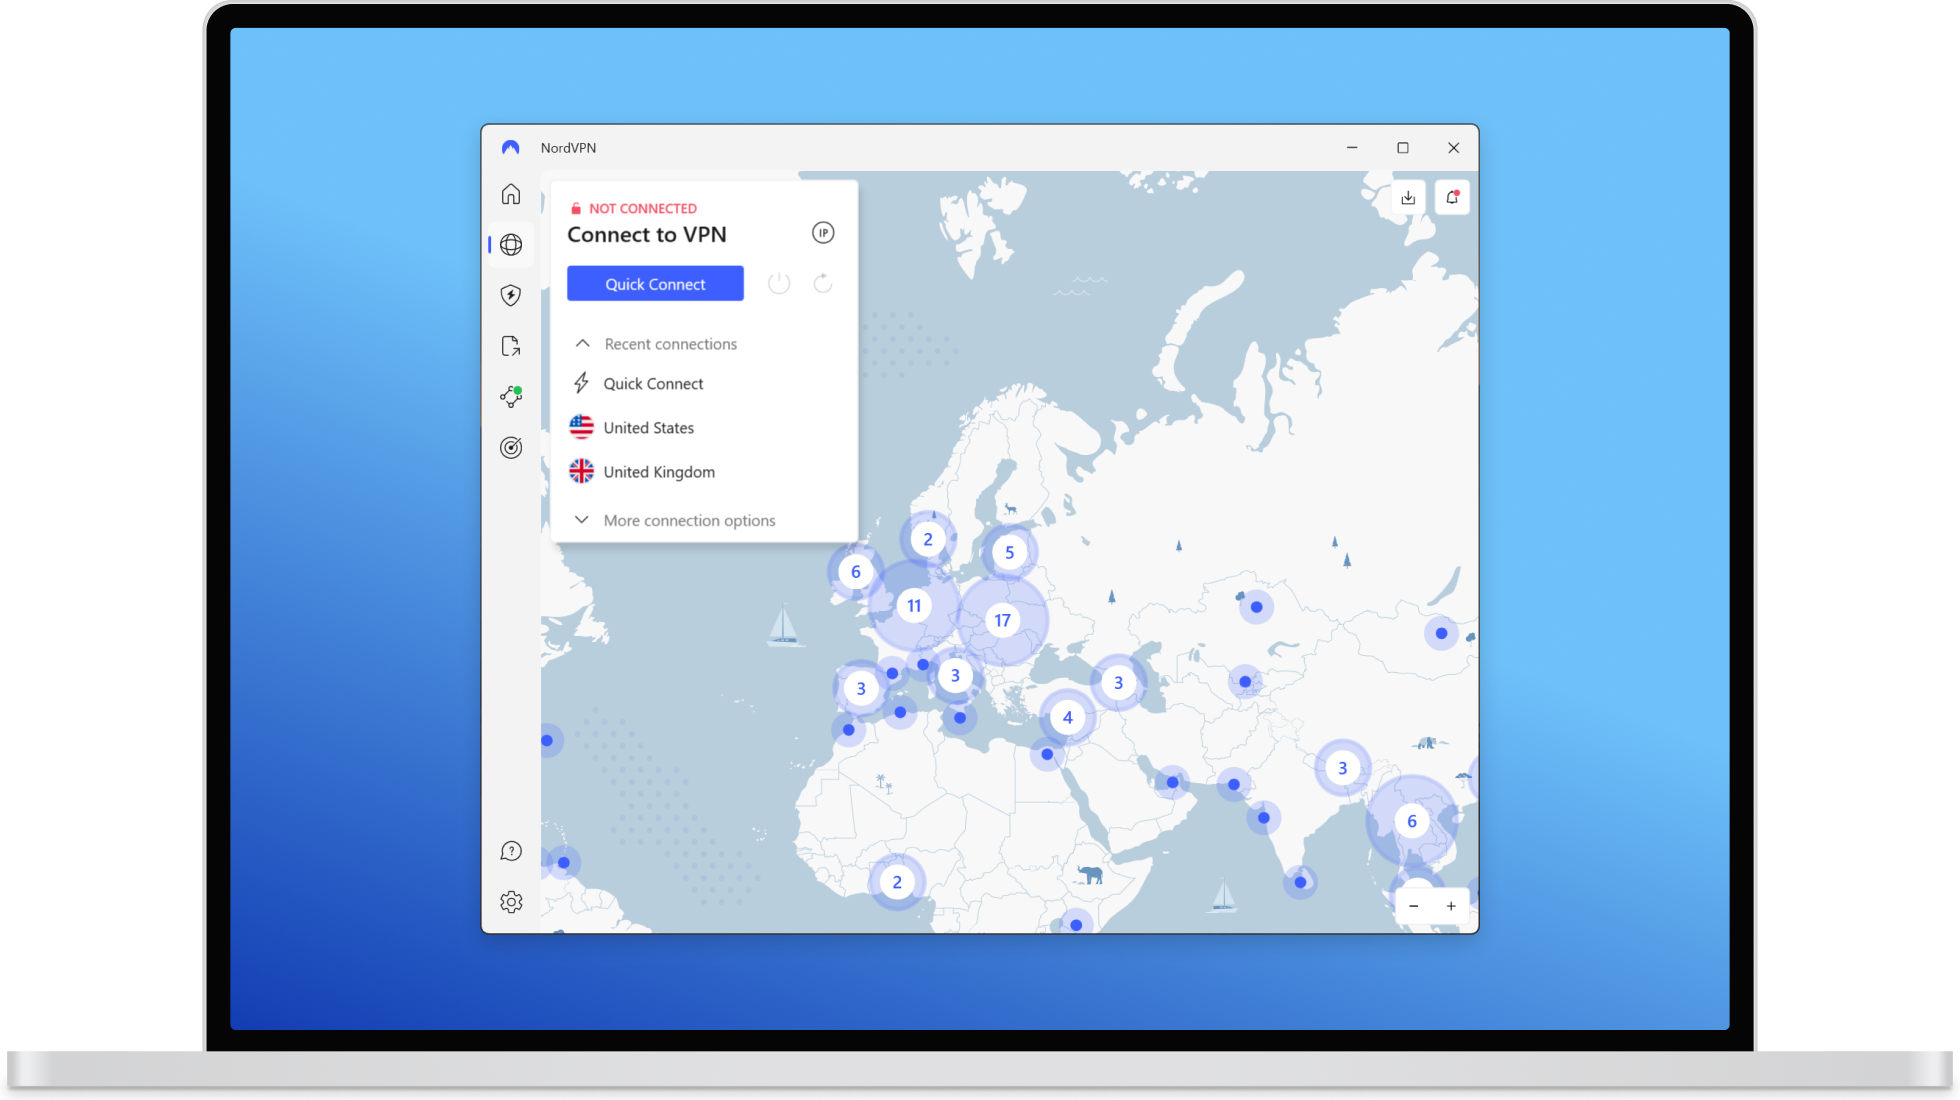 NordVPN
NOT CONNECTED
Connect to VPN
IP
Quick Connect
Recent connections
Quick Connect
United States
United Kingdom
More connection options
2
5
6
11
17
3
3
3
4
3
6
2